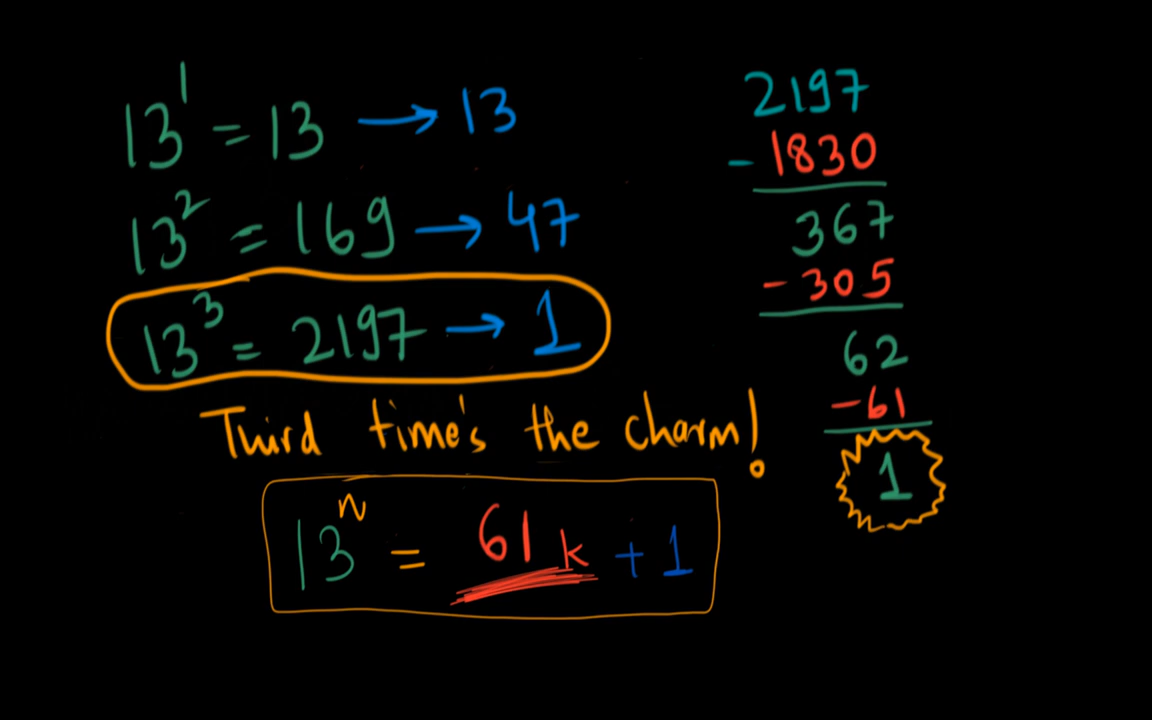 13¹ = 13 → 13
13² = 169 → 47
13³ = 2197 → 1
Third time's the charm!
13ⁿ = 61k + 1
2197
- 1830
367
- 305
62
- 61
1